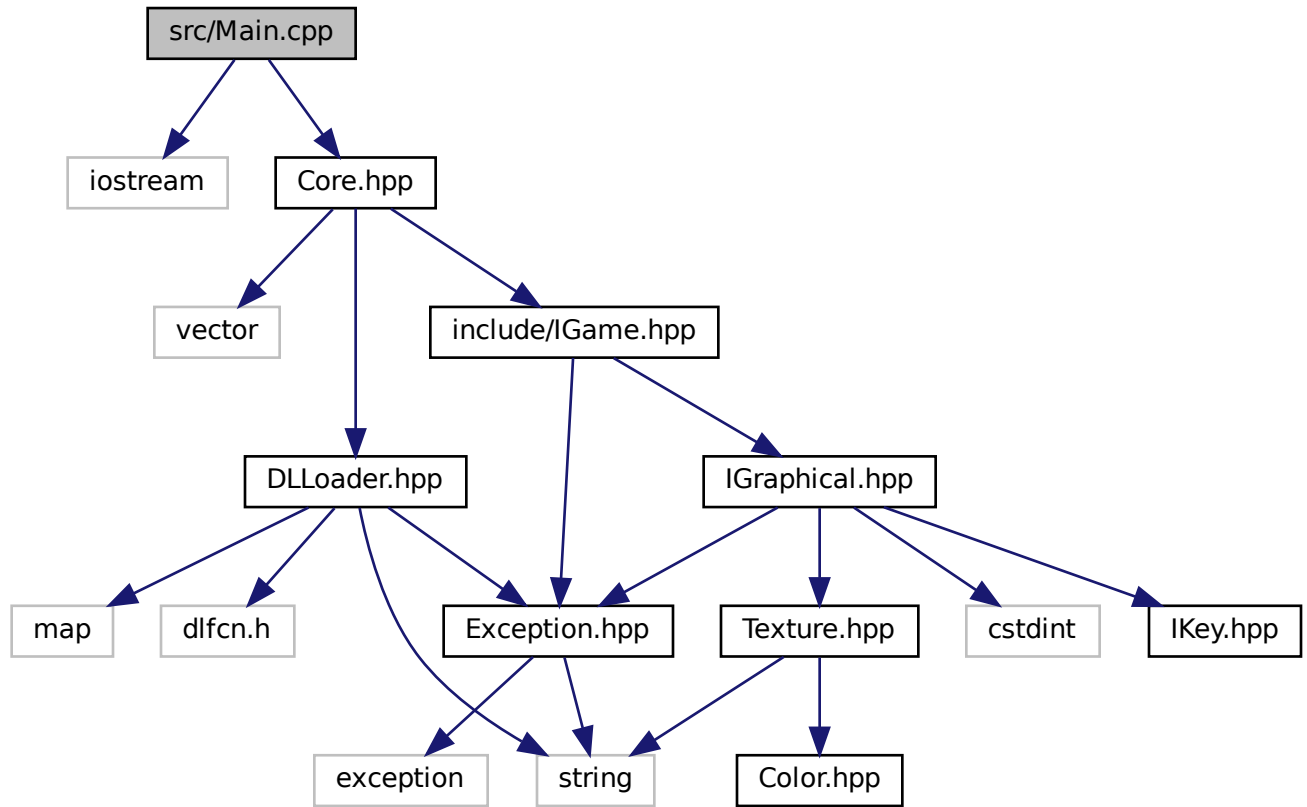 src/Main.cpp
iostream
Core.hpp
vector
include/IGame.hpp
DLLoader.hpp
IGraphical.hpp
map
dlfcn.h
Exception.hpp
Texture.hpp
cstdint
IKey.hpp
exception
string
Color.hpp